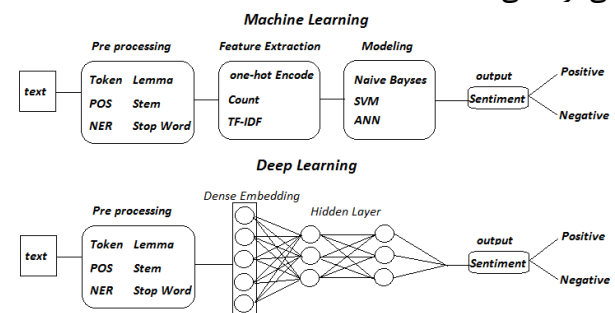 Machine Learning
Pre processing
Feature Extraction
Modeling
text
Token Lemma
POS Stem
NER Stop Word
one-hot Encode
Count
TF-IDF
Naive Bayses
SVM
ANN
output
Sentiment
Positive
Negative
Deep Learning
Dense Embedding
Pre processing
Hidden Layer
text
Token Lemma
POS Stem
NER Stop Word
output
Sentiment
Positive
Negative